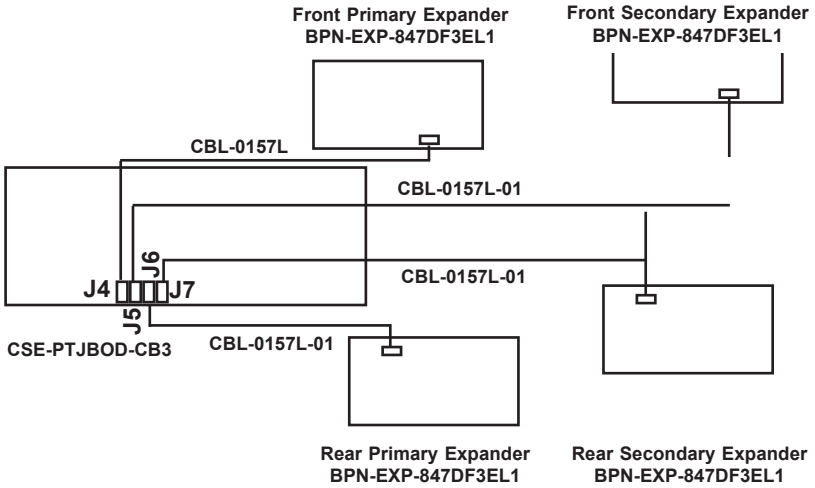 Front Primary Expander
BPN-EXP-847DF3EL1
Front Secondary Expander
BPN-EXP-847DF3EL1
CBL-0157L
CBL-0157L-01
J6
CBL-0157L-01
J4
J7
J5
CSE-PTJBOD-CB3
CBL-0157L-01
Rear Primary Expander
BPN-EXP-847DF3EL1
Rear Secondary Expander
BPN-EXP-847DF3EL1